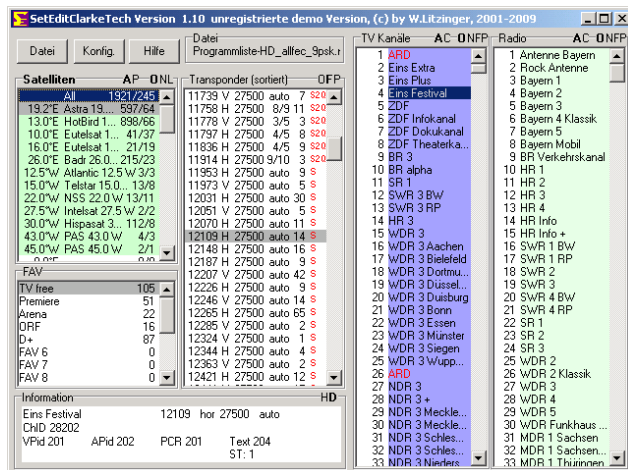 SetEditClarkeTech Version 1.10 unregistrierte demo Version, (c) by W.Litzinger, 2001-2009
Datei
Konfig.
Hilfe
Datei
Programmliste-HD_allfec_9psk.r
Satelliten AP ONL
All 1921/245
19.2°E Astra 19.... 597/64
13.0°E HotBird 1... 898/66
10.0°E Eutelsat 1... 41/37
16.0°E Eutelsat 1... 21/19
26.0°E Badr 26.0... 215/23
12.5°W Atlantic 12.5 W 3/3
15.0°W Telstar 15.0... 13/8
22.0°W NSS 22.0 W 13/11
27.5°W Intelsat 27.5 W 2/2
30.0°W Hispasat 3... 112/8
43.0°W PAS 43.0 W 4/3
45.0°W PAS 45.0 W 2/1
FAV
TV free 105
Premiere 51
Arena 22
ORF 16
D+ 87
FAV 6 0
FAV 7 0
FAV 8 0
Transponder (sortiert) OFP
11739 V 27500 auto 7 S20
11758 H 27500 8/9 11 S20
11778 V 27500 3/5 3 S20
11797 H 27500 4/5 8 S20
11836 H 27500 4/5 9 S20
11914 H 27500 9/10 3 S20
11953 H 27500 auto 9 S
11973 V 27500 auto 5 S
12031 H 27500 auto 30 S
12051 V 27500 auto 5 S
12070 H 27500 auto 11 S
12109 H 27500 auto 14 S
12148 H 27500 auto 16 S
12187 H 27500 auto 9 S
12207 V 27500 auto 42 S
12226 H 27500 auto 9 S
12246 V 27500 auto 14 S
12265 H 27500 auto 65 S
12285 V 27500 auto 2 S
12324 V 27500 auto 1 S
12344 H 27500 auto 4 S
12363 V 27500 auto 2 S
12421 H 27500 auto 12 S
Information HD
Eins Festival 12109 hor 27500 auto
ChID 28202
VPid 201 APid 202 PCR 201 Text 204
ST: 1
TV Kanäle AC ONFP
1 ARD
2 Eins Extra
3 Eins Plus
4 Eins Festival
5 ZDF
6 ZDF Infokanal
7 ZDF Dokukanal
8 ZDF Theaterka...
9 BR 3
10 BR alpha
11 SR 1
12 SWR 3 BW
13 SWR 3 RP
14 HR 3
15 WDR 3
16 WDR 3 Aachen
17 WDR 3 Bielefeld
18 WDR 3 Dortmu...
19 WDR 3 Düssel...
20 WDR 3 Duisburg
21 WDR 3 Bonn
22 WDR 3 Essen
23 WDR 3 Münster
24 WDR 3 Siegen
25 WDR 3 Wupp...
26 ARD
27 NDR 3
28 NDR 3 +
29 NDR 3 Meckle...
30 NDR 3 Meckle...
31 NDR 3 Schles...
32 NDR 3 Schles...
33 NDR 3 Nieders
Radio AC ONFP
1 Antenne Bayern
2 Rock Antenne
3 Bayern 1
4 Bayern 2
5 Bayern 3
6 Bayern 4 Klassik
7 Bayern 5
8 Bayern Mobil
9 BR Verkehrskanal
10 HR 1
11 HR 2
12 HR 3
13 HR 4
14 HR Info
15 HR Info +
16 SWR 1 BW
17 SWR 1 RP
18 SWR 2
19 SWR 3
20 SWR 4 BW
21 SWR 4 RP
22 SR 1
23 SR 2
24 SR 3
25 WDR 2
26 WDR 2 Klassik
27 WDR 3
28 WDR 4
29 WDR 5
30 WDR Funkhaus ...
31 MDR 1 Sachsen
32 MDR 1 Sachsen...
33 MDR 1 Thüringen